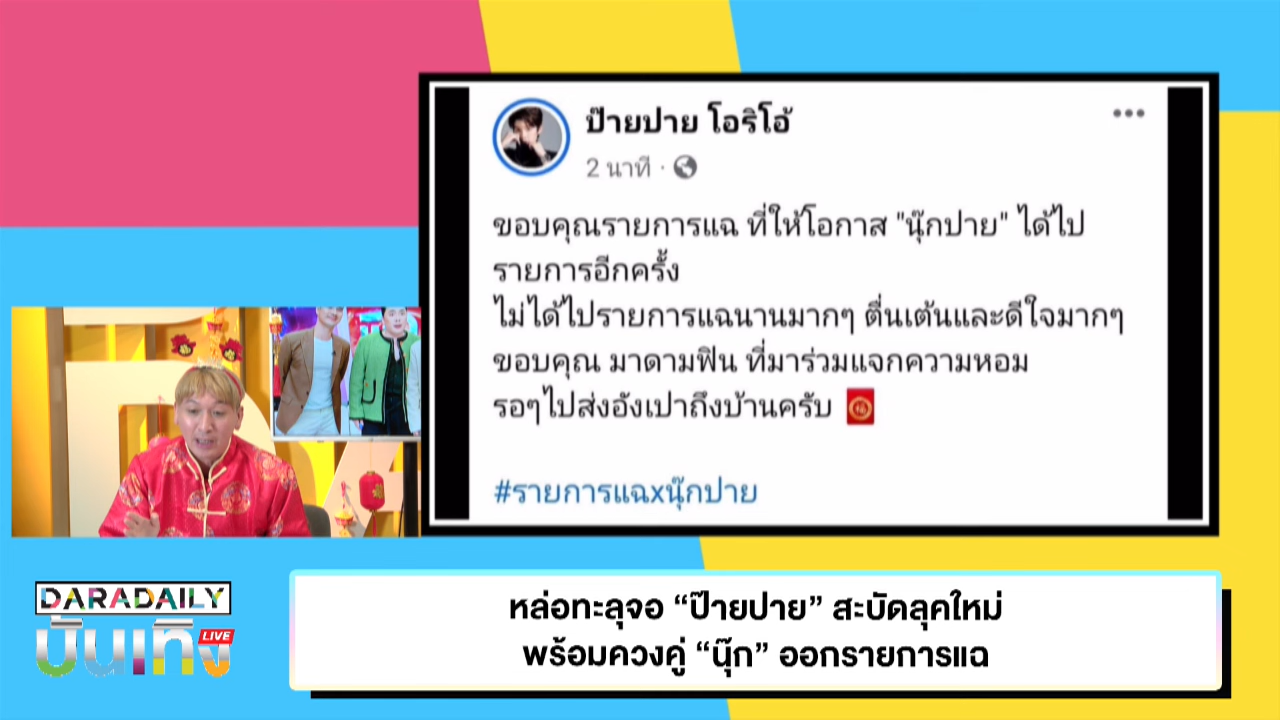 ป๊ายปาย โอริโอ้
2 นาที ·
ขอบคุณรายการแฉ ที่ให้โอกาส "นุ๊กปาย" ได้ไป
รายการอีกครั้ง
ไม่ได้ไปรายการแฉนานมากๆ ตื่นเต้นและดีใจมากๆ
ขอบคุณ มาดามฟิน ที่มาร่วมแจกความหอม
รอๆไปส่งอังเปาถึงบ้านครับ
#รายการแฉxนุ๊กปาย
DARADAILY
บันเทิง
LIVE
หล่อทะลุจอ “ป๊ายปาย” สะบัดลุคใหม่
พร้อมควงคู่ “นุ๊ก” ออกรายการแฉ